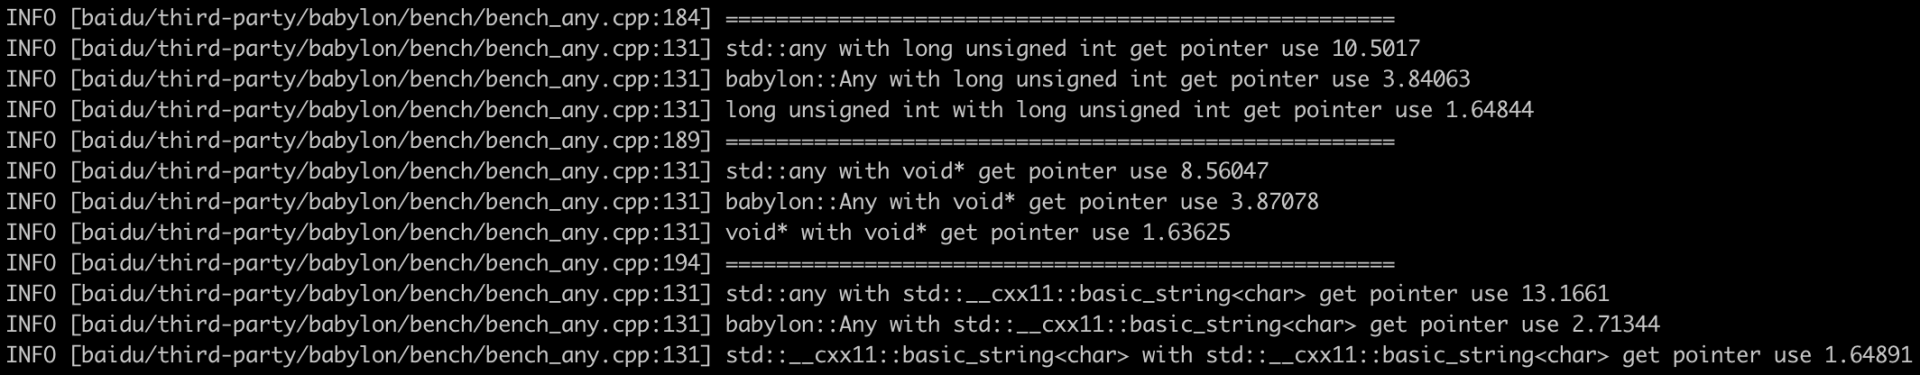 INFO [baidu/third-party/babylon/bench/bench_any.cpp:184] =====================================================
INFO [baidu/third-party/babylon/bench/bench_any.cpp:131] std::any with long unsigned int get pointer use 10.5017
INFO [baidu/third-party/babylon/bench/bench_any.cpp:131] babylon::Any with long unsigned int get pointer use 3.84063
INFO [baidu/third-party/babylon/bench/bench_any.cpp:131] long unsigned int with long unsigned int get pointer use 1.64844
INFO [baidu/third-party/babylon/bench/bench_any.cpp:189] =====================================================
INFO [baidu/third-party/babylon/bench/bench_any.cpp:131] std::any with void* get pointer use 8.56047
INFO [baidu/third-party/babylon/bench/bench_any.cpp:131] babylon::Any with void* get pointer use 3.87078
INFO [baidu/third-party/babylon/bench/bench_any.cpp:131] void* with void* get pointer use 1.63625
INFO [baidu/third-party/babylon/bench/bench_any.cpp:194] =====================================================
INFO [baidu/third-party/babylon/bench/bench_any.cpp:131] std::any with std::__cxx11::basic_string<char> get pointer use 13.1661
INFO [baidu/third-party/babylon/bench/bench_any.cpp:131] babylon::Any with std::__cxx11::basic_string<char> get pointer use 2.71344
INFO [baidu/third-party/babylon/bench/bench_any.cpp:131] std::__cxx11::basic_string<char> with std::__cxx11::basic_string<char> get pointer use 1.64891